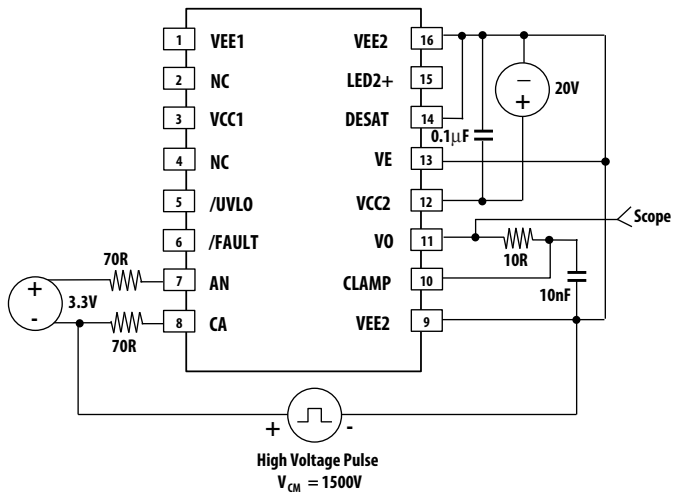 1 VEE1 VEE2 16
2 NC LED2+ 15
3 VCC1 DESAT 14
4 NC VE 13
5 /UVLO VCC2 12
6 /FAULT VO 11
7 AN CLAMP 10
8 CA VEE2 9
− + 20V
0.1μF
Scope
10R
10nF
70R
+ - 3.3V
70R
+ -
High Voltage Pulse
V_CM = 1500V